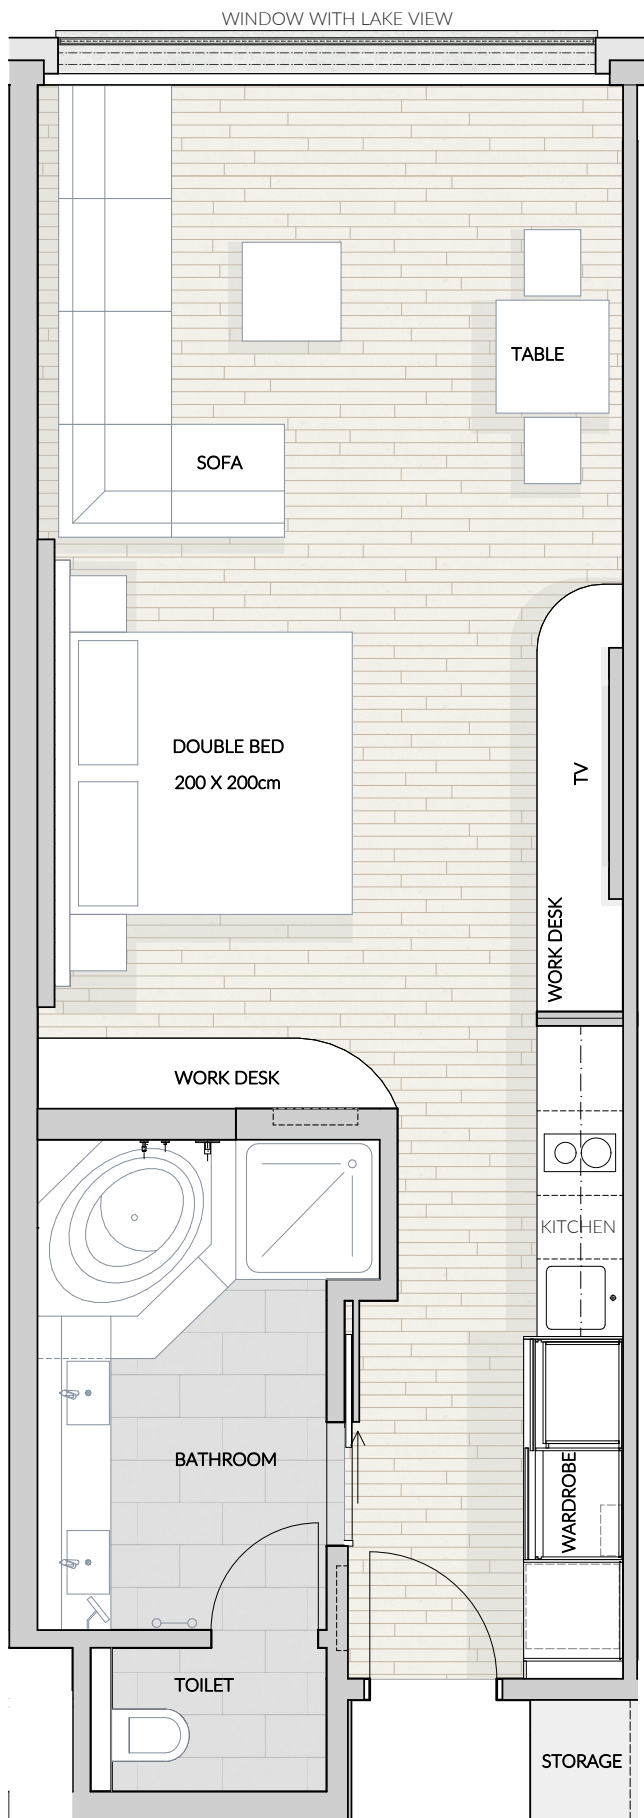 WINDOW WITH LAKE VIEW
TABLE
SOFA
DOUBLE BED
200 X 200cm
TV
WORK DESK
WORK DESK
KITCHEN
BATHROOM
WARDROBE
TOILET
STORAGE